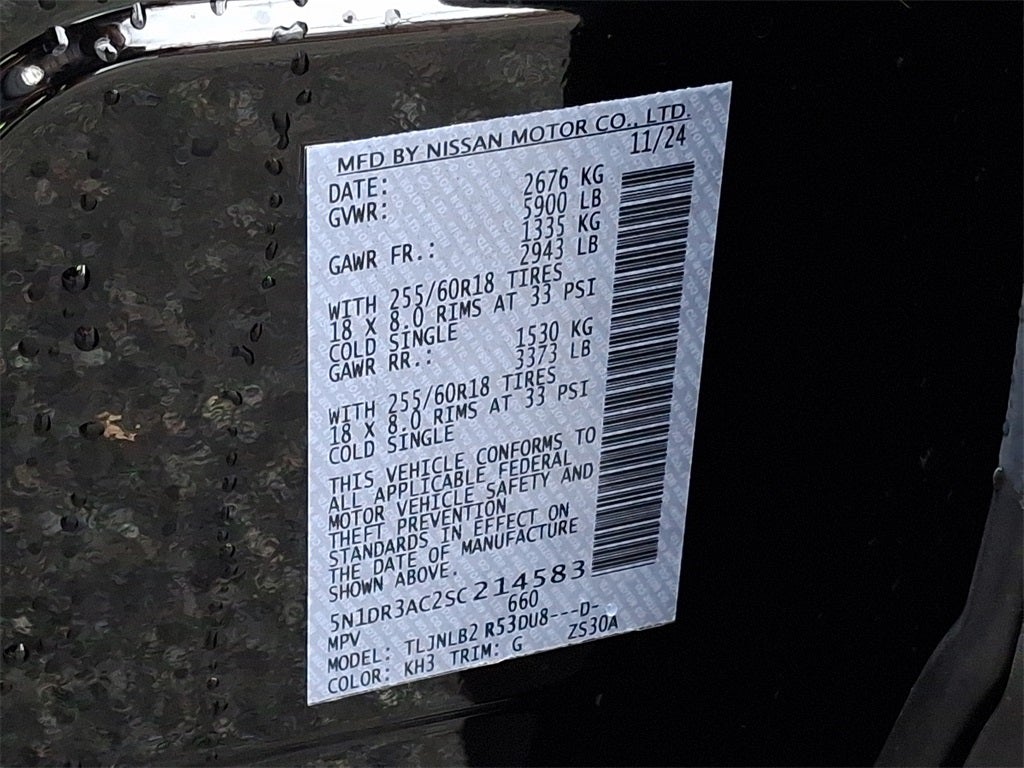 MFD BY NISSAN MOTOR CO., LTD.
DATE: 11/24
GVWR: 2676 KG
5900 LB
GAWR FR.: 1335 KG
2943 LB
WITH 255/60R18 TIRES
18 X 8.0 RIMS AT 33 PSI
COLD SINGLE
GAWR RR.: 1530 KG
3373 LB
WITH 255/60R18 TIRES
18 X 8.0 RIMS AT 33 PSI
COLD SINGLE
THIS VEHICLE CONFORMS TO
ALL APPLICABLE FEDERAL
MOTOR VEHICLE SAFETY AND
THEFT PREVENTION
STANDARDS IN EFFECT ON
THE DATE OF MANUFACTURE
SHOWN ABOVE.
5N1DR3AC2SC214583
MPV 660
MODEL: TLJNLB2 R53DU8---D-
COLOR: KH3 TRIM: G ZS30A